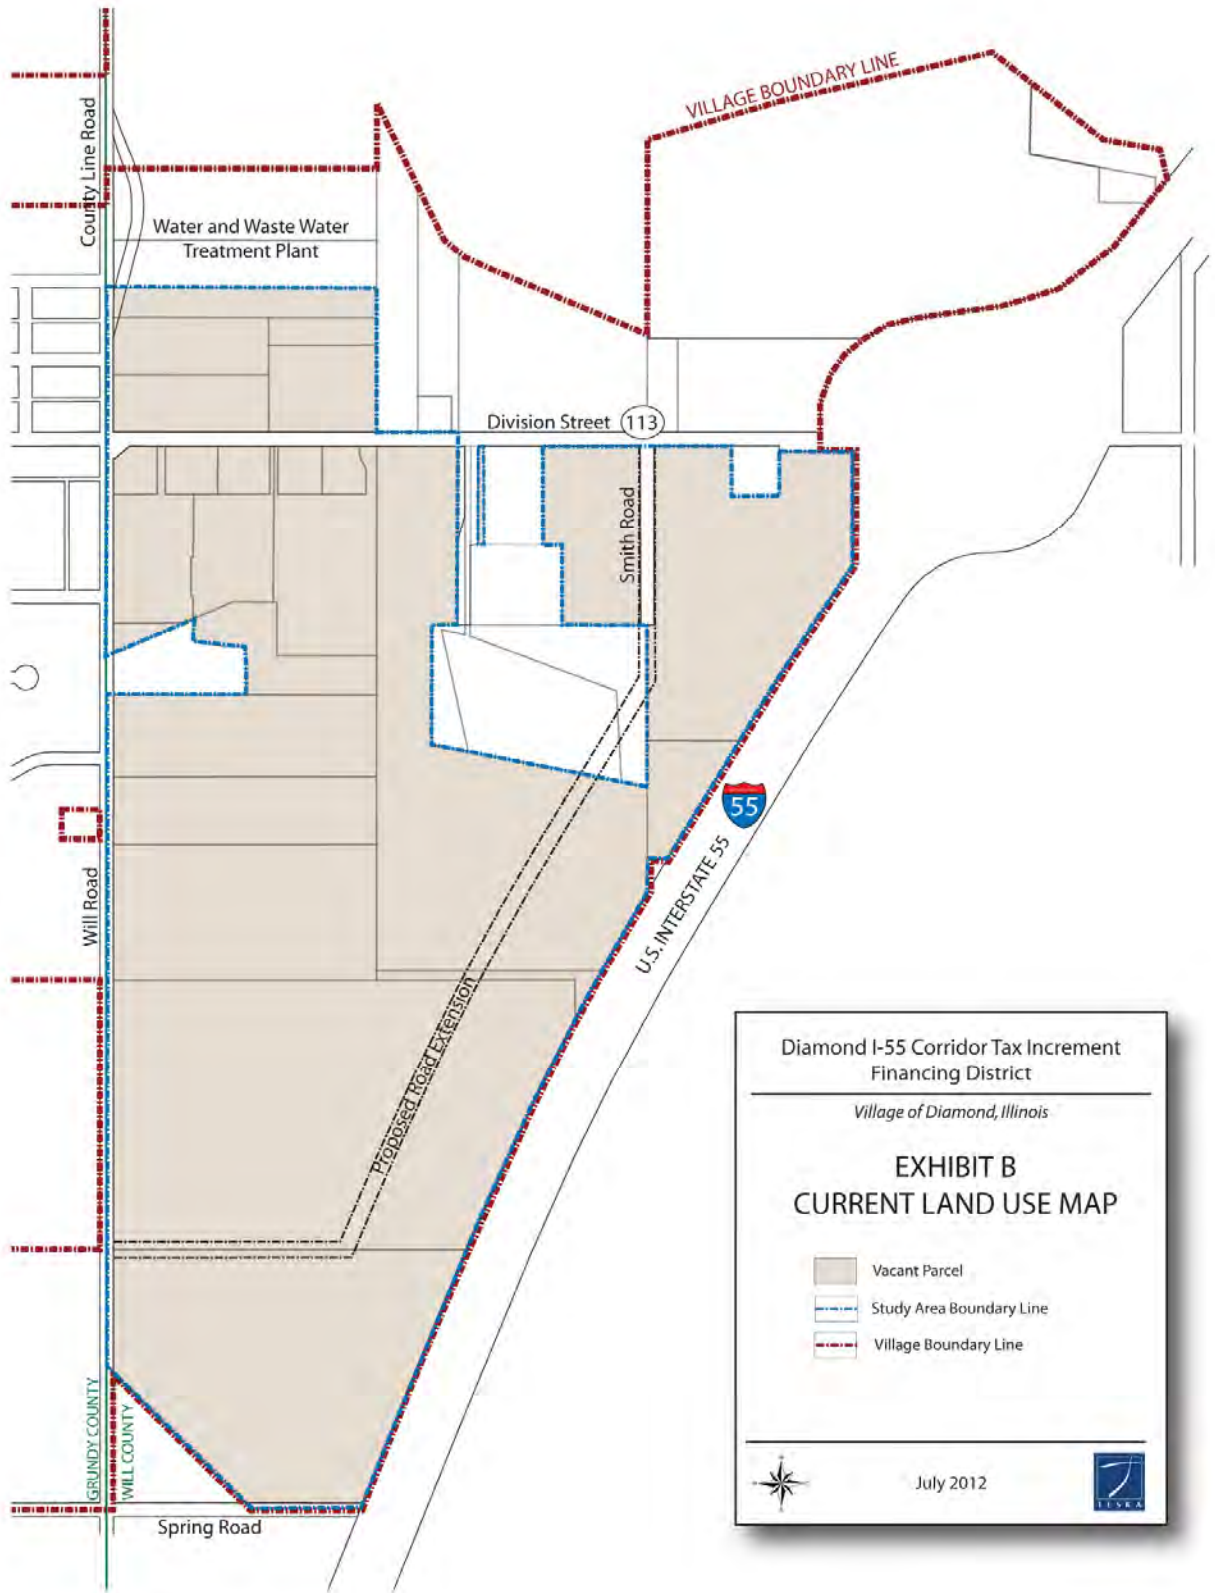 VILLAGE BOUNDARY LINE
County Line Road
Water and Waste Water
Treatment Plant
Division Street
113
Smith Road
55
U.S. INTERSTATE 55
Will Road
Proposed Road Extension
GRUNDY COUNTY
WILL COUNTY
Spring Road
Diamond I-55 Corridor Tax Increment
Financing District
Village of Diamond, Illinois
EXHIBIT B
CURRENT LAND USE MAP
Vacant Parcel
Study Area Boundary Line
Village Boundary Line
July 2012
TESKA